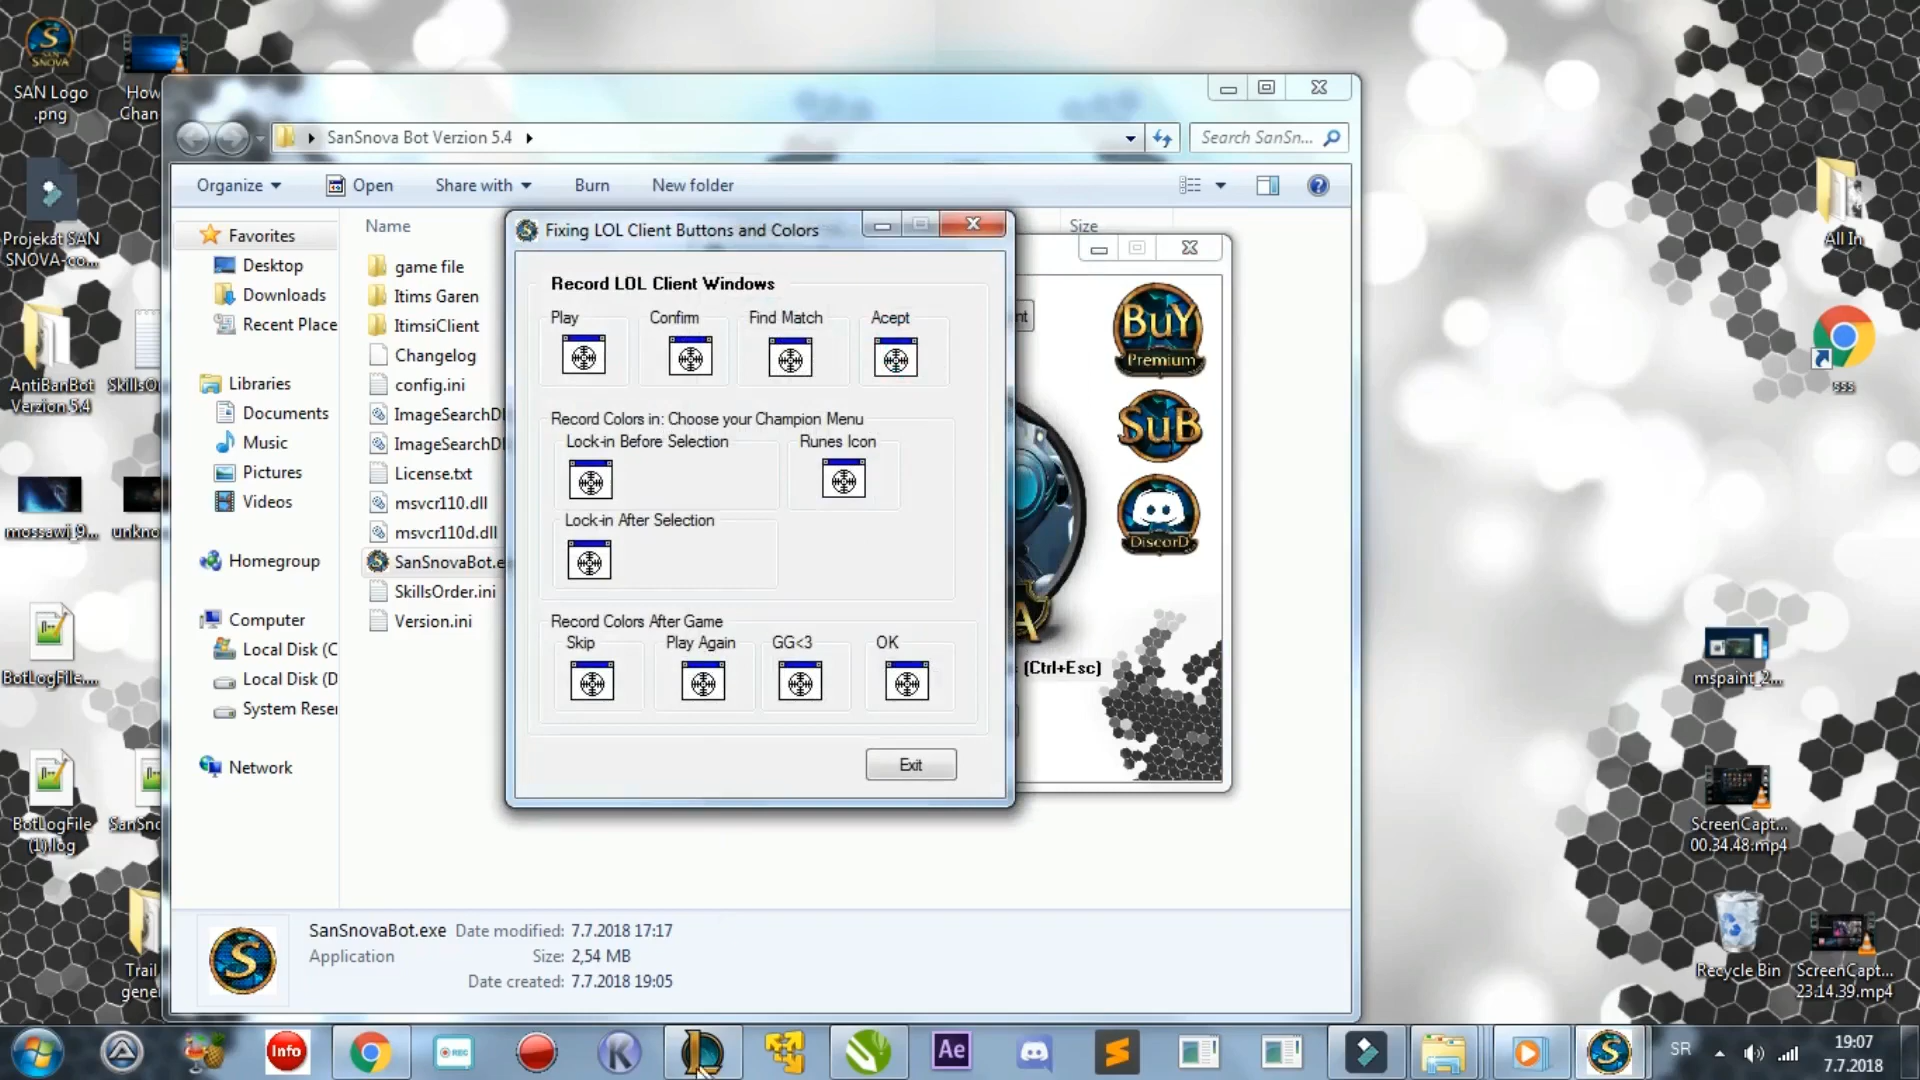 SAN
SNOVA
SAN Logo
.png
How
Chan
Projekat SAN
SNOVA-co...
AntiBanBot
Verzion 5.4
SkillsOr
mossawi_9...
unkno
BotLogFile....
BotLogFile
(1).log
SanSno
Trail
gene
SanSnova Bot Verzion 5.4
Search SanSn...
Organize
Open
Share with
Burn
New folder
Favorites
Desktop
Downloads
Recent Place
Libraries
Documents
Music
Pictures
Videos
Homegroup
Computer
Local Disk (C
Local Disk (D
System Reser
Network
Name
Size
game file
Itims Garen
ItimsiClient
Changelog
config.ini
ImageSearchDl
ImageSearchDl
License.txt
msvcr110.dll
msvcr110d.dll
SanSnovaBot.e
SkillsOrder.ini
Version.ini
Fixing LOL Client Buttons and Colors
Record LOL Client Windows
Play
Confirm
Find Match
Acept
Record Colors in: Choose your Champion Menu
Lock-in Before Selection
Runes Icon
Lock-in After Selection
Record Colors After Game
Skip
Play Again
GG<3
OK
Exit
nt
BuY
Premium
SuB
DiscorD
A
(Ctrl+Esc)
SanSnovaBot.exe
Date modified: 7.7.2018 17:17
Application
Size: 2,54 MB
Date created: 7.7.2018 19:05
All In
sss
mspaint_2...
ScreenCapt...
00.34.48.mp4
Recycle Bin
ScreenCapt...
23.14.39.mp4
Info
REC
K
Ae
S
SR
19:07
7.7.2018